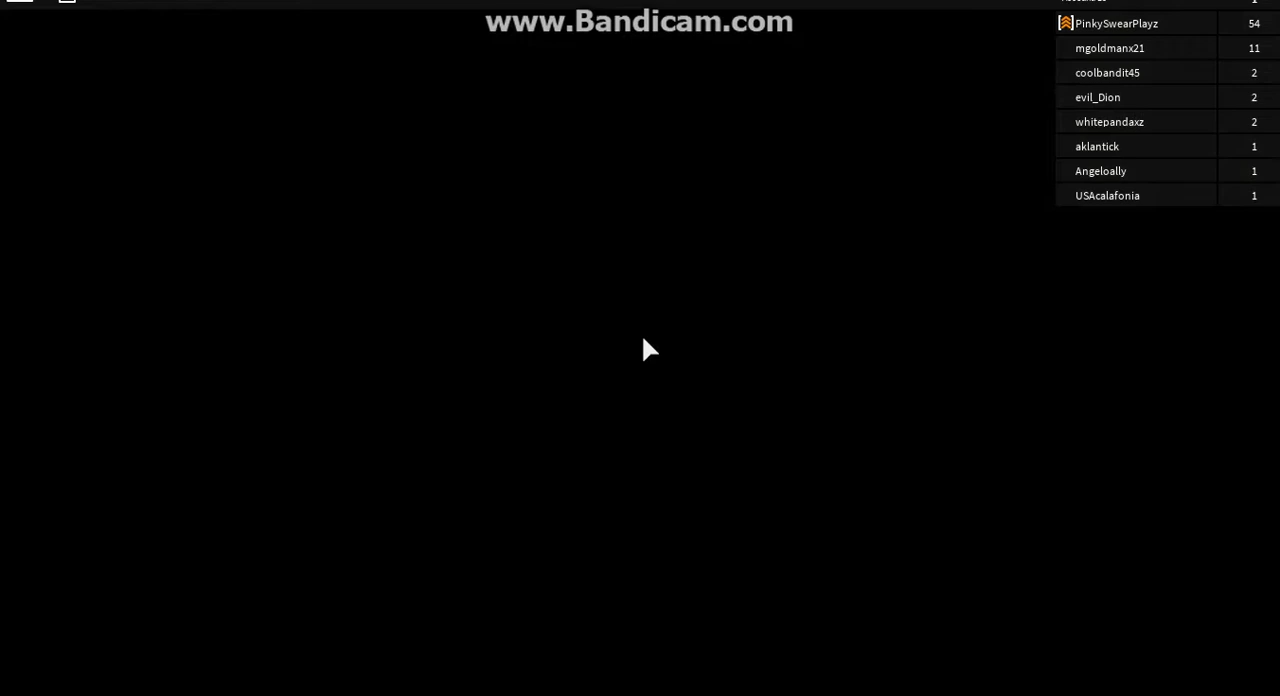 www.Bandicam.com
1
PinkySwearPlayz 54
mgoldmanx21 11
coolbandit45 2
evil_Dion 2
whitepandaxz 2
aklantick 1
Angeloally 1
USAcalafonia 1